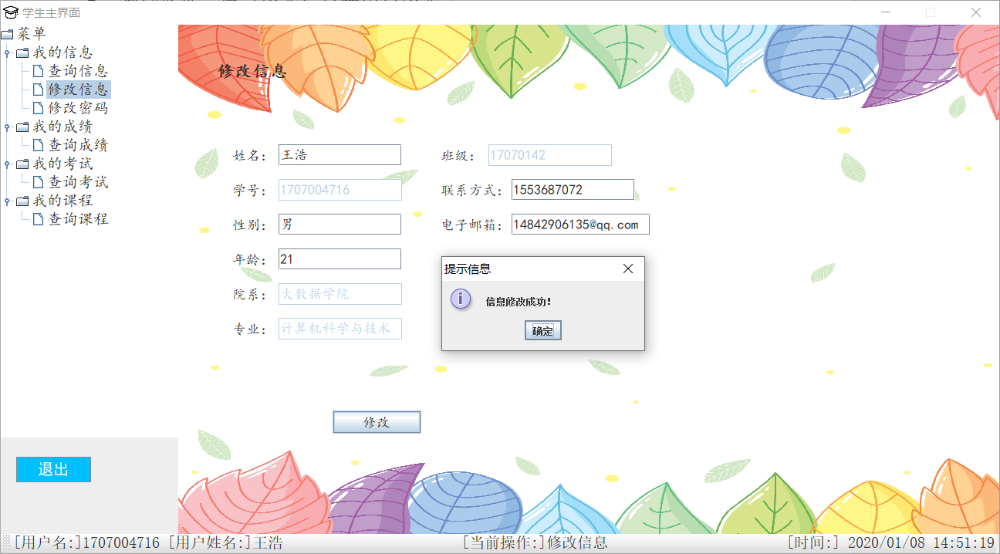 学生主界面
菜单
我的信息
查询信息
修改信息
修改密码
我的成绩
查询成绩
我的考试
查询考试
我的课程
查询课程
退出
修改信息
姓名： 王浩 班级： 17070142
学号： 1707004716 联系方式： 1553687072
性别： 男 电子邮箱： 14842906135@qq.com
年龄： 21
院系： 大数据学院
专业： 计算机科学与技术
提示信息
信息修改成功！
确定
修改
[用户名:]1707004716 [用户姓名:]王浩 [当前操作:]修改信息 [时间:] 2020/01/08 14:51:19